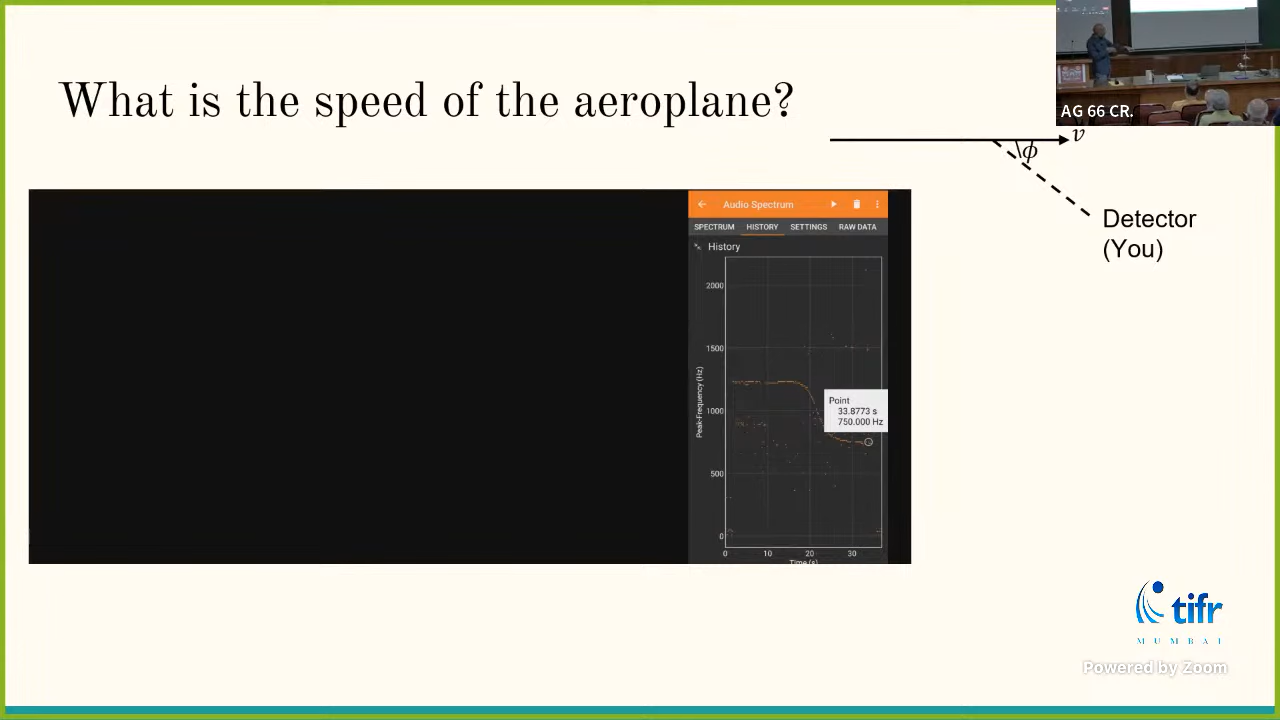 What is the speed of the aeroplane?
AG 66 CR.
v
\ϕ
Detector
(You)
Audio Spectrum
SPECTRUM HISTORY SETTINGS RAW DATA
History
Peak-Frequency (Hz)
2000
1500
1000
500
0
Point
33.8773 s
750.000 Hz
0 10 20 30
Time (s)
tifr
MUMBAI
Powered by Zoom